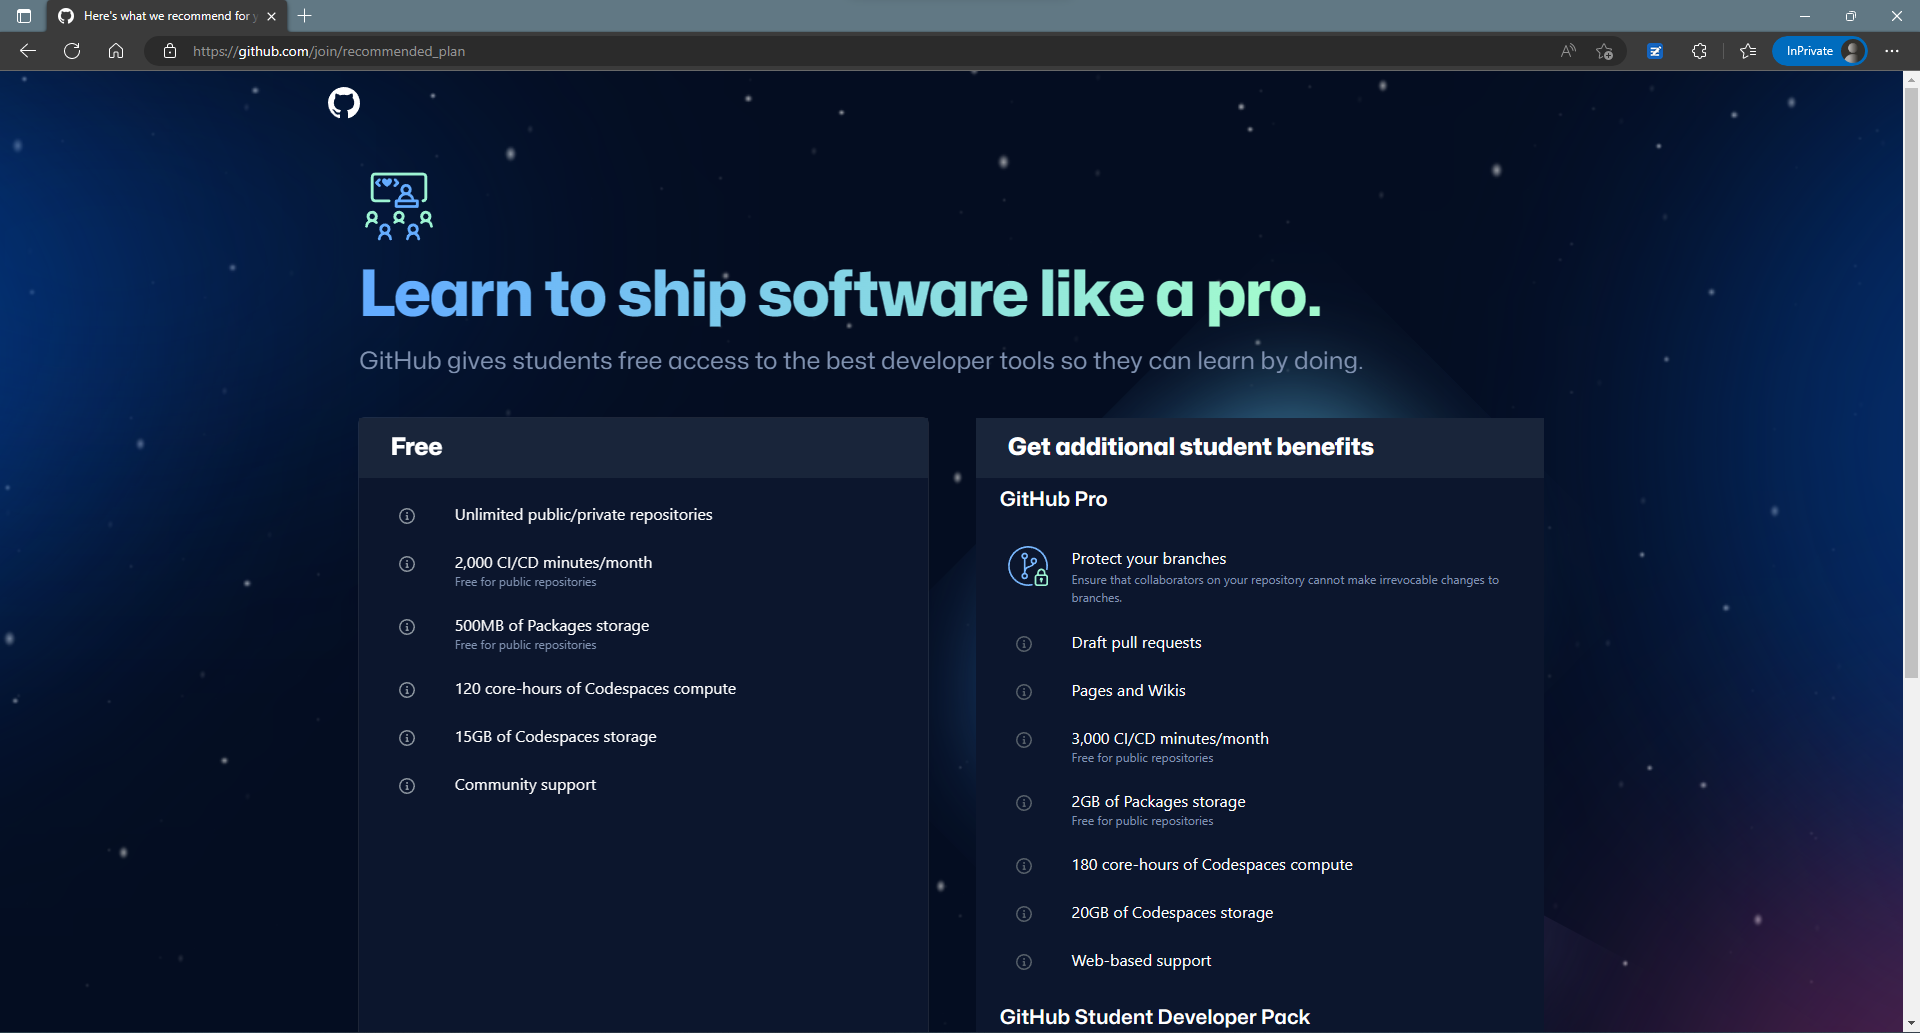 Here's what we recommend for y
https://github.com/join/recommended_plan
InPrivate
Learn to ship software like a pro.
GitHub gives students free access to the best developer tools so they can learn by doing.
Free
Unlimited public/private repositories
2,000 CI/CD minutes/month
Free for public repositories
500MB of Packages storage
Free for public repositories
120 core-hours of Codespaces compute
15GB of Codespaces storage
Community support
Get additional student benefits
GitHub Pro
Protect your branches
Ensure that collaborators on your repository cannot make irrevocable changes to
branches.
Draft pull requests
Pages and Wikis
3,000 CI/CD minutes/month
Free for public repositories
2GB of Packages storage
Free for public repositories
180 core-hours of Codespaces compute
20GB of Codespaces storage
Web-based support
GitHub Student Developer Pack